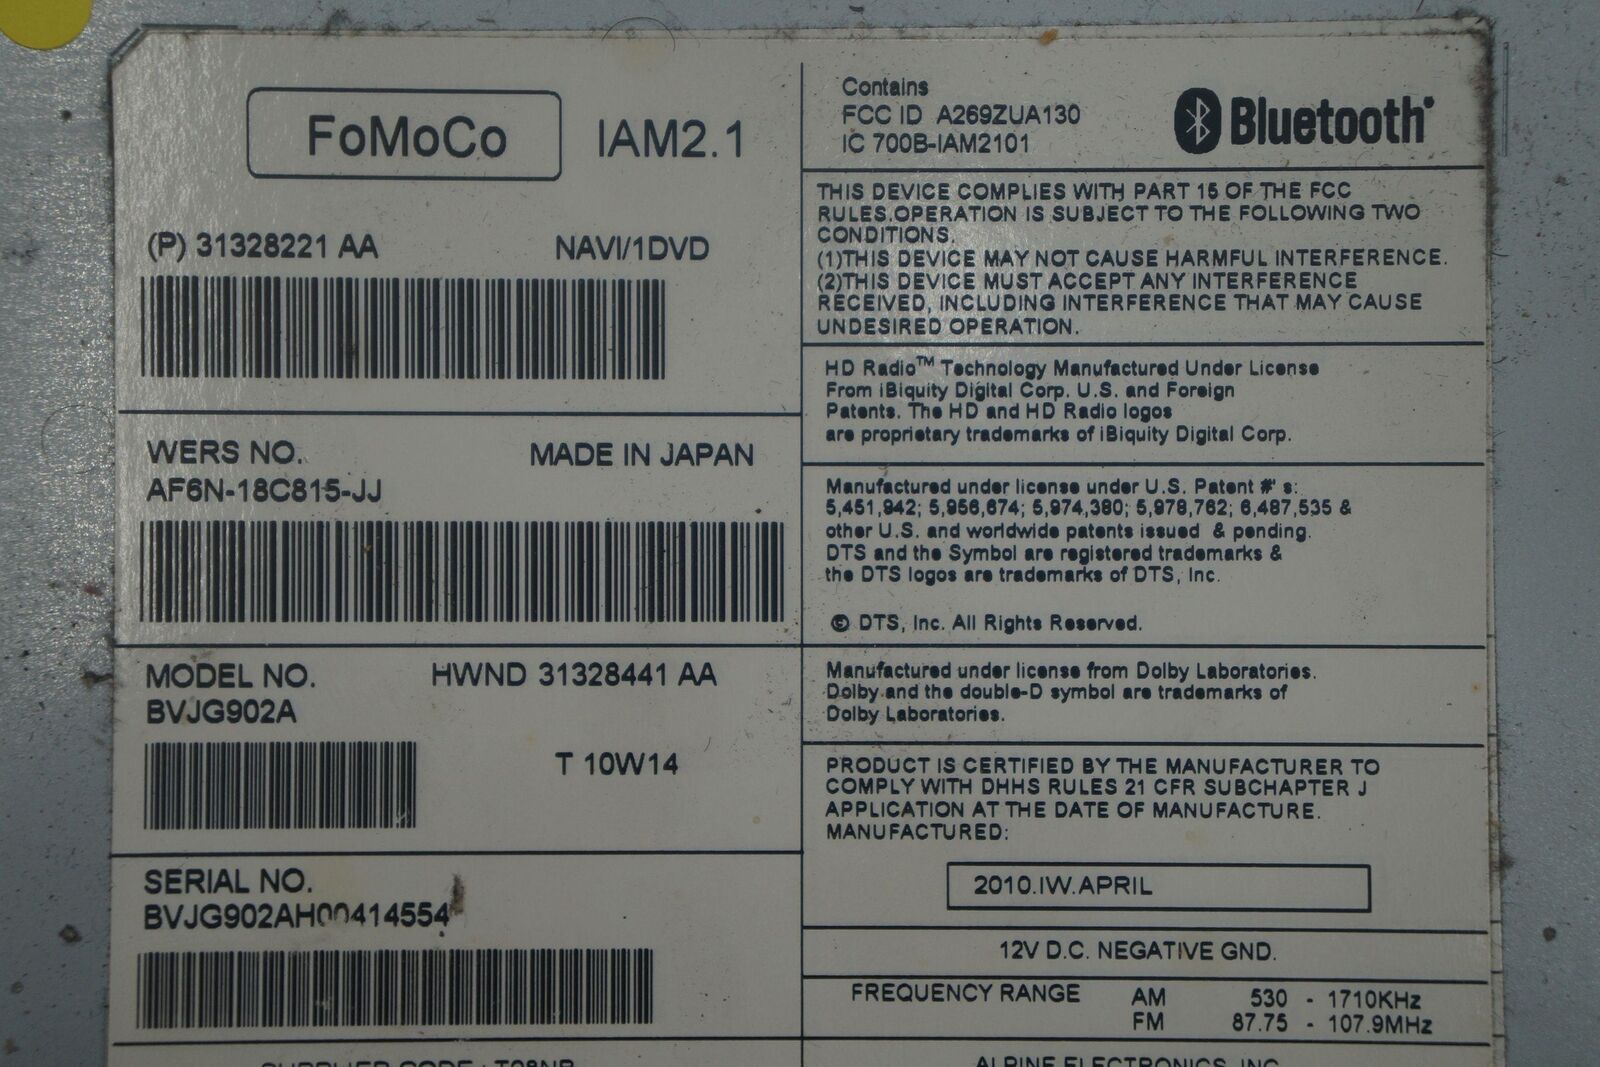 FoMoCo IAM2.1
(P) 31328221 AA NAVI/1DVD
WERS NO. MADE IN JAPAN
AF6N-18C815-JJ
MODEL NO. HWND 31328441 AA
BVJG902A
T 10W14
SERIAL NO.
BVJG902AH00414554
SUPPLIER CODE : T08NB
Contains
FCC ID A269ZUA130
IC 700B-IAM2101
Bluetooth®
THIS DEVICE COMPLIES WITH PART 15 OF THE FCC
RULES.OPERATION IS SUBJECT TO THE FOLLOWING TWO
CONDITIONS.
(1)THIS DEVICE MAY NOT CAUSE HARMFUL INTERFERENCE.
(2)THIS DEVICE MUST ACCEPT ANY INTERFERENCE
RECEIVED, INCLUDING INTERFERENCE THAT MAY CAUSE
UNDESIRED OPERATION.
HD Radio™ Technology Manufactured Under License
From iBiquity Digital Corp. U.S. and Foreign
Patents. The HD and HD Radio logos
are proprietary trademarks of iBiquity Digital Corp.
Manufactured under license under U.S. Patent #' s:
5,451,942; 5,956,674; 5,974,380; 5,978,762; 6,487,535 &
other U.S. and worldwide patents issued & pending.
DTS and the Symbol are registered trademarks &
the DTS logos are trademarks of DTS, Inc.
© DTS, Inc. All Rights Reserved.
Manufactured under license from Dolby Laboratories.
Dolby and the double-D symbol are trademarks of
Dolby Laboratories.
PRODUCT IS CERTIFIED BY THE MANUFACTURER TO
COMPLY WITH DHHS RULES 21 CFR SUBCHAPTER J
APPLICATION AT THE DATE OF MANUFACTURE.
MANUFACTURED:
2010.IW.APRIL
12V D.C. NEGATIVE GND.
FREQUENCY RANGE AM 530 - 1710KHz
FM 87.75 - 107.9MHz
ALPINE ELECTRONICS, INC.